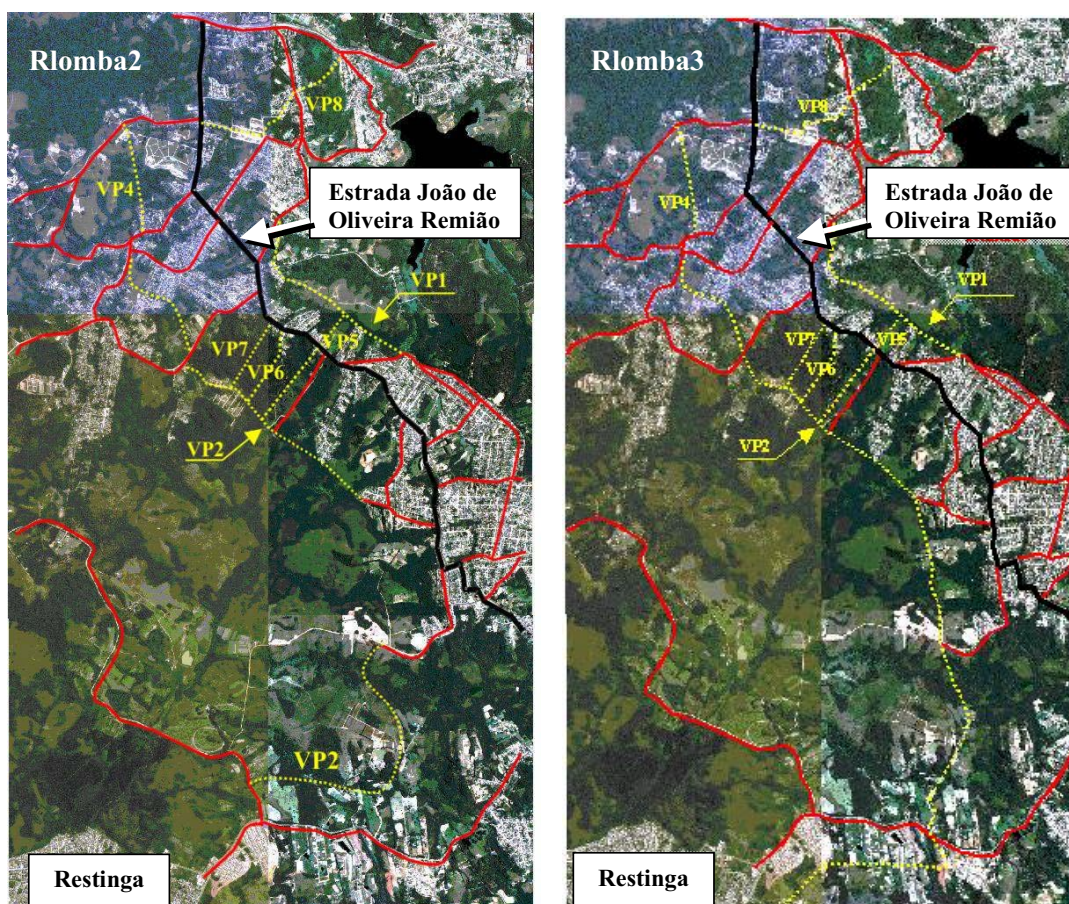 Rlomba2
VP8
VP4
Estrada João de
Oliveira Remião
VP1
VP5
VP7
VP6
VP2
VP2
Restinga
Rlomba3
VP8
VP4
Estrada João de
Oliveira Remião
VP1
VP5
VP7
VP6
VP2
Restinga